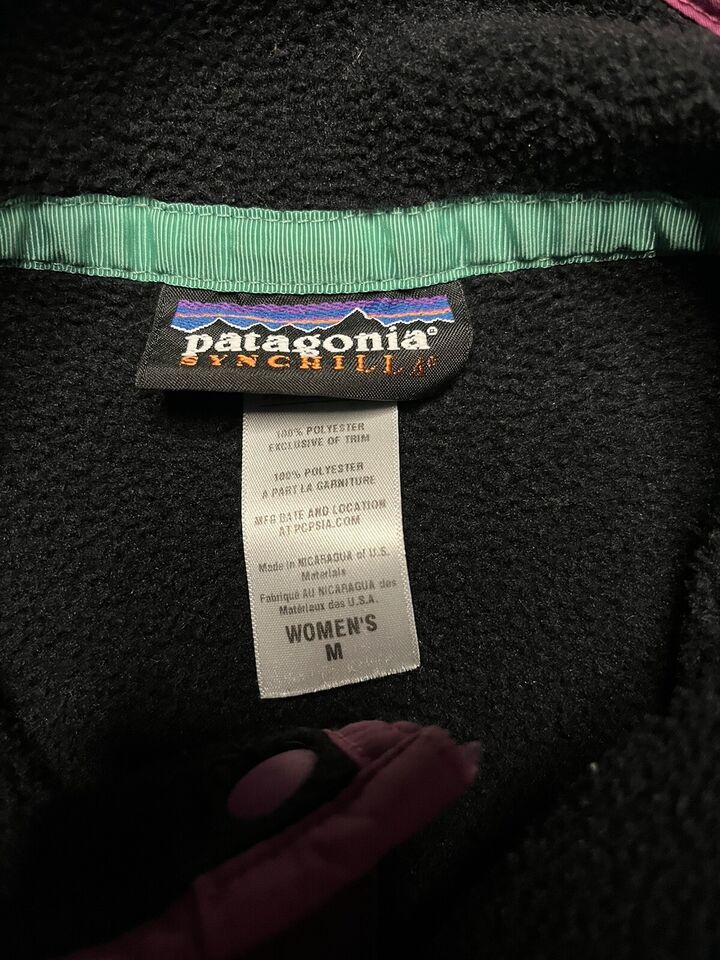 patagonia®
SYNCHILLA®
100% POLYESTER
EXCLUSIVE OF TRIM
100% POLYESTER
A PART LA GARNITURE
MFG DATE AND LOCATION
AT PCPSIA.COM
Made in NICARAGUA of U.S.
Materials
Fabriqué AU NICARAGUA des
Matériaux des U.S.A.
WOMEN'S
M